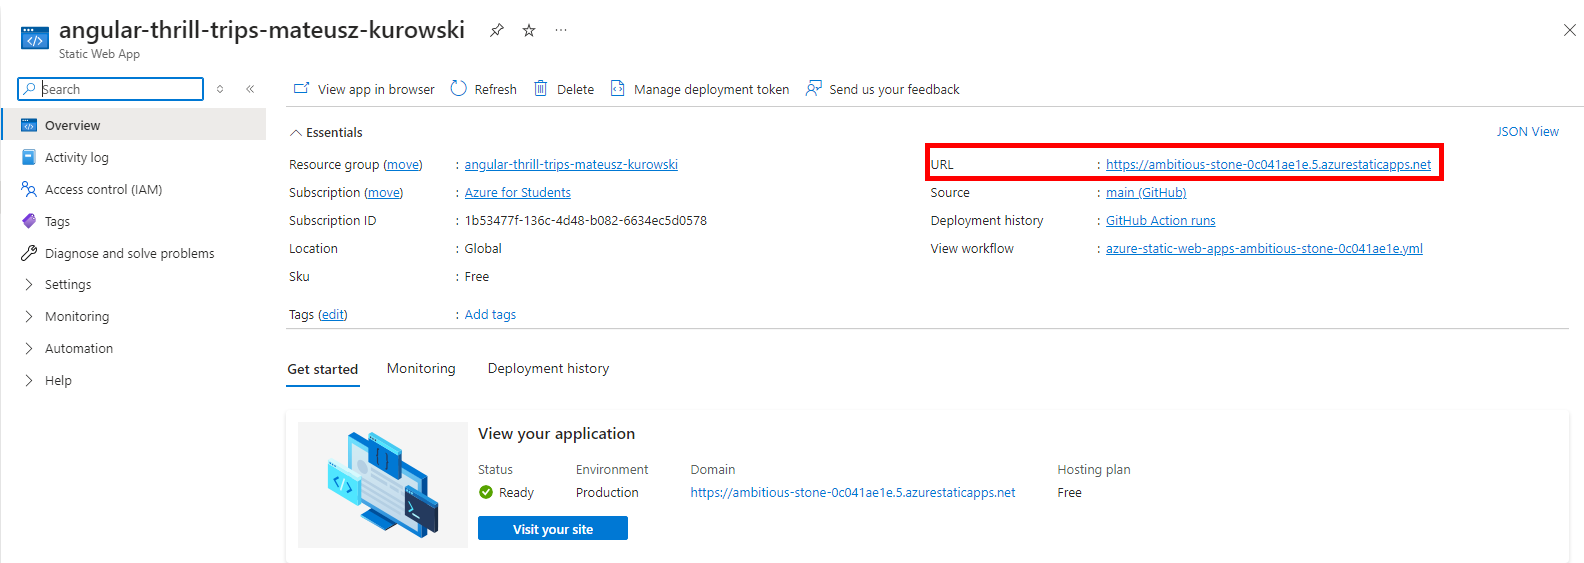 angular-thrill-trips-mateusz-kurowski
Static Web App
Search
View app in browser Refresh Delete Manage deployment token Send us your feedback
Overview
Activity log
Access control (IAM)
Tags
Diagnose and solve problems
Settings
Monitoring
Automation
Help
Essentials
JSON View
Resource group (move) : angular-thrill-trips-mateusz-kurowski
Subscription (move) : Azure for Students
Subscription ID : 1b53477f-136c-4d48-b082-6634ec5d0578
Location : Global
Sku : Free
Tags (edit) : Add tags
URL : https://ambitious-stone-0c041ae1e.5.azurestaticapps.net
Source : main (GitHub)
Deployment history : GitHub Action runs
View workflow : azure-static-web-apps-ambitious-stone-0c041ae1e.yml
Get started Monitoring Deployment history
View your application
Status Environment Domain Hosting plan
Ready Production https://ambitious-stone-0c041ae1e.5.azurestaticapps.net Free
Visit your site